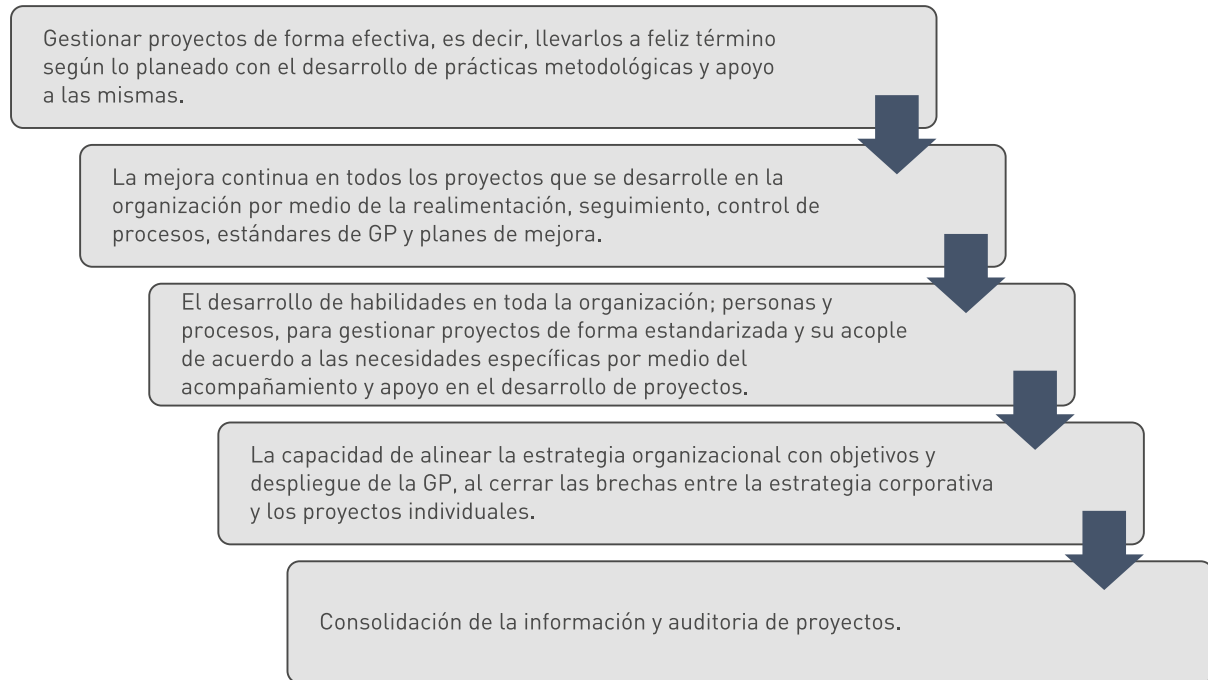 Gestionar proyectos de forma efectiva, es decir, llevarlos a feliz término
según lo planeado con el desarrollo de prácticas metodológicas y apoyo
a las mismas.
La mejora continua en todos los proyectos que se desarrolle en la
organización por medio de la realimentación, seguimiento, control de
procesos, estándares de GP y planes de mejora.
El desarrollo de habilidades en toda la organización; personas y
procesos, para gestionar proyectos de forma estandarizada y su acople
de acuerdo a las necesidades específicas por medio del
acompañamiento y apoyo en el desarrollo de proyectos.
La capacidad de alinear la estrategia organizacional con objetivos y
despliegue de la GP, al cerrar las brechas entre la estrategia corporativa
y los proyectos individuales.
Consolidación de la información y auditoria de proyectos.